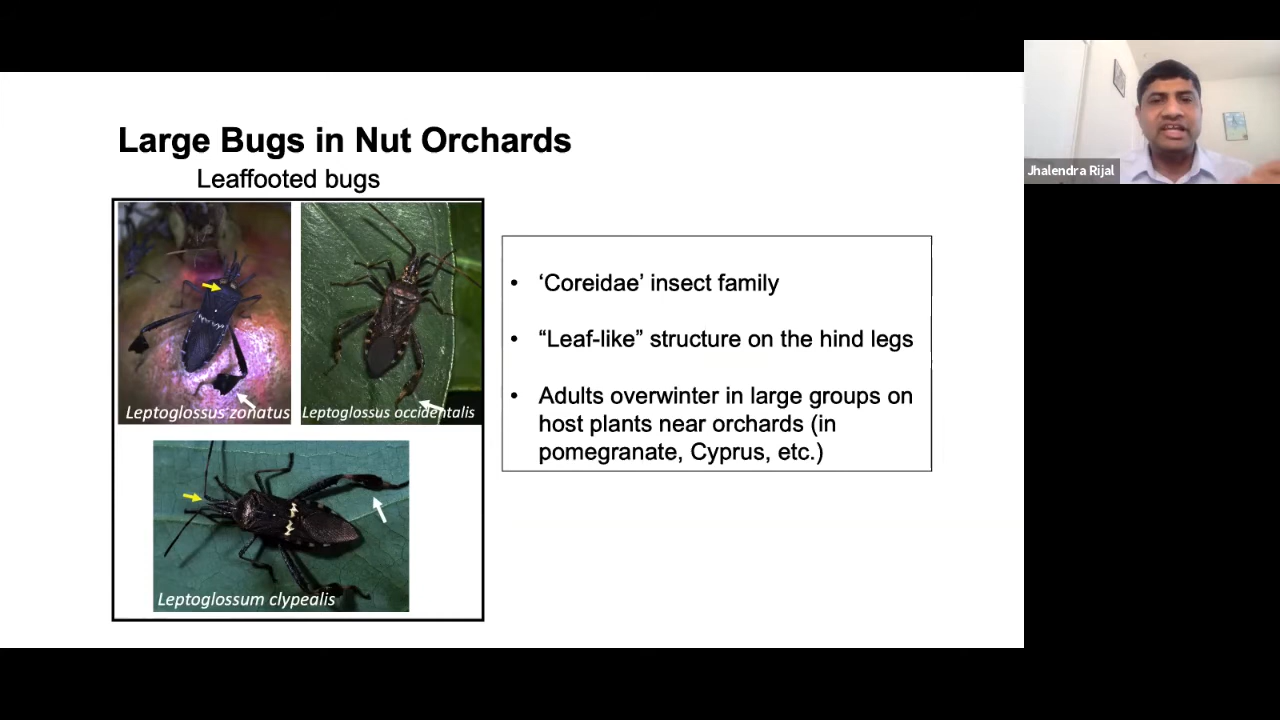 Large Bugs in Nut Orchards
Leaffooted bugs
Leptoglossus zonatus
Leptoglossus occidentalis
Leptoglossum clypealis
• ‘Coreidae’ insect family
• “Leaf-like” structure on the hind legs
• Adults overwinter in large groups on
host plants near orchards (in
pomegranate, Cyprus, etc.)
Jhalendra Rijal